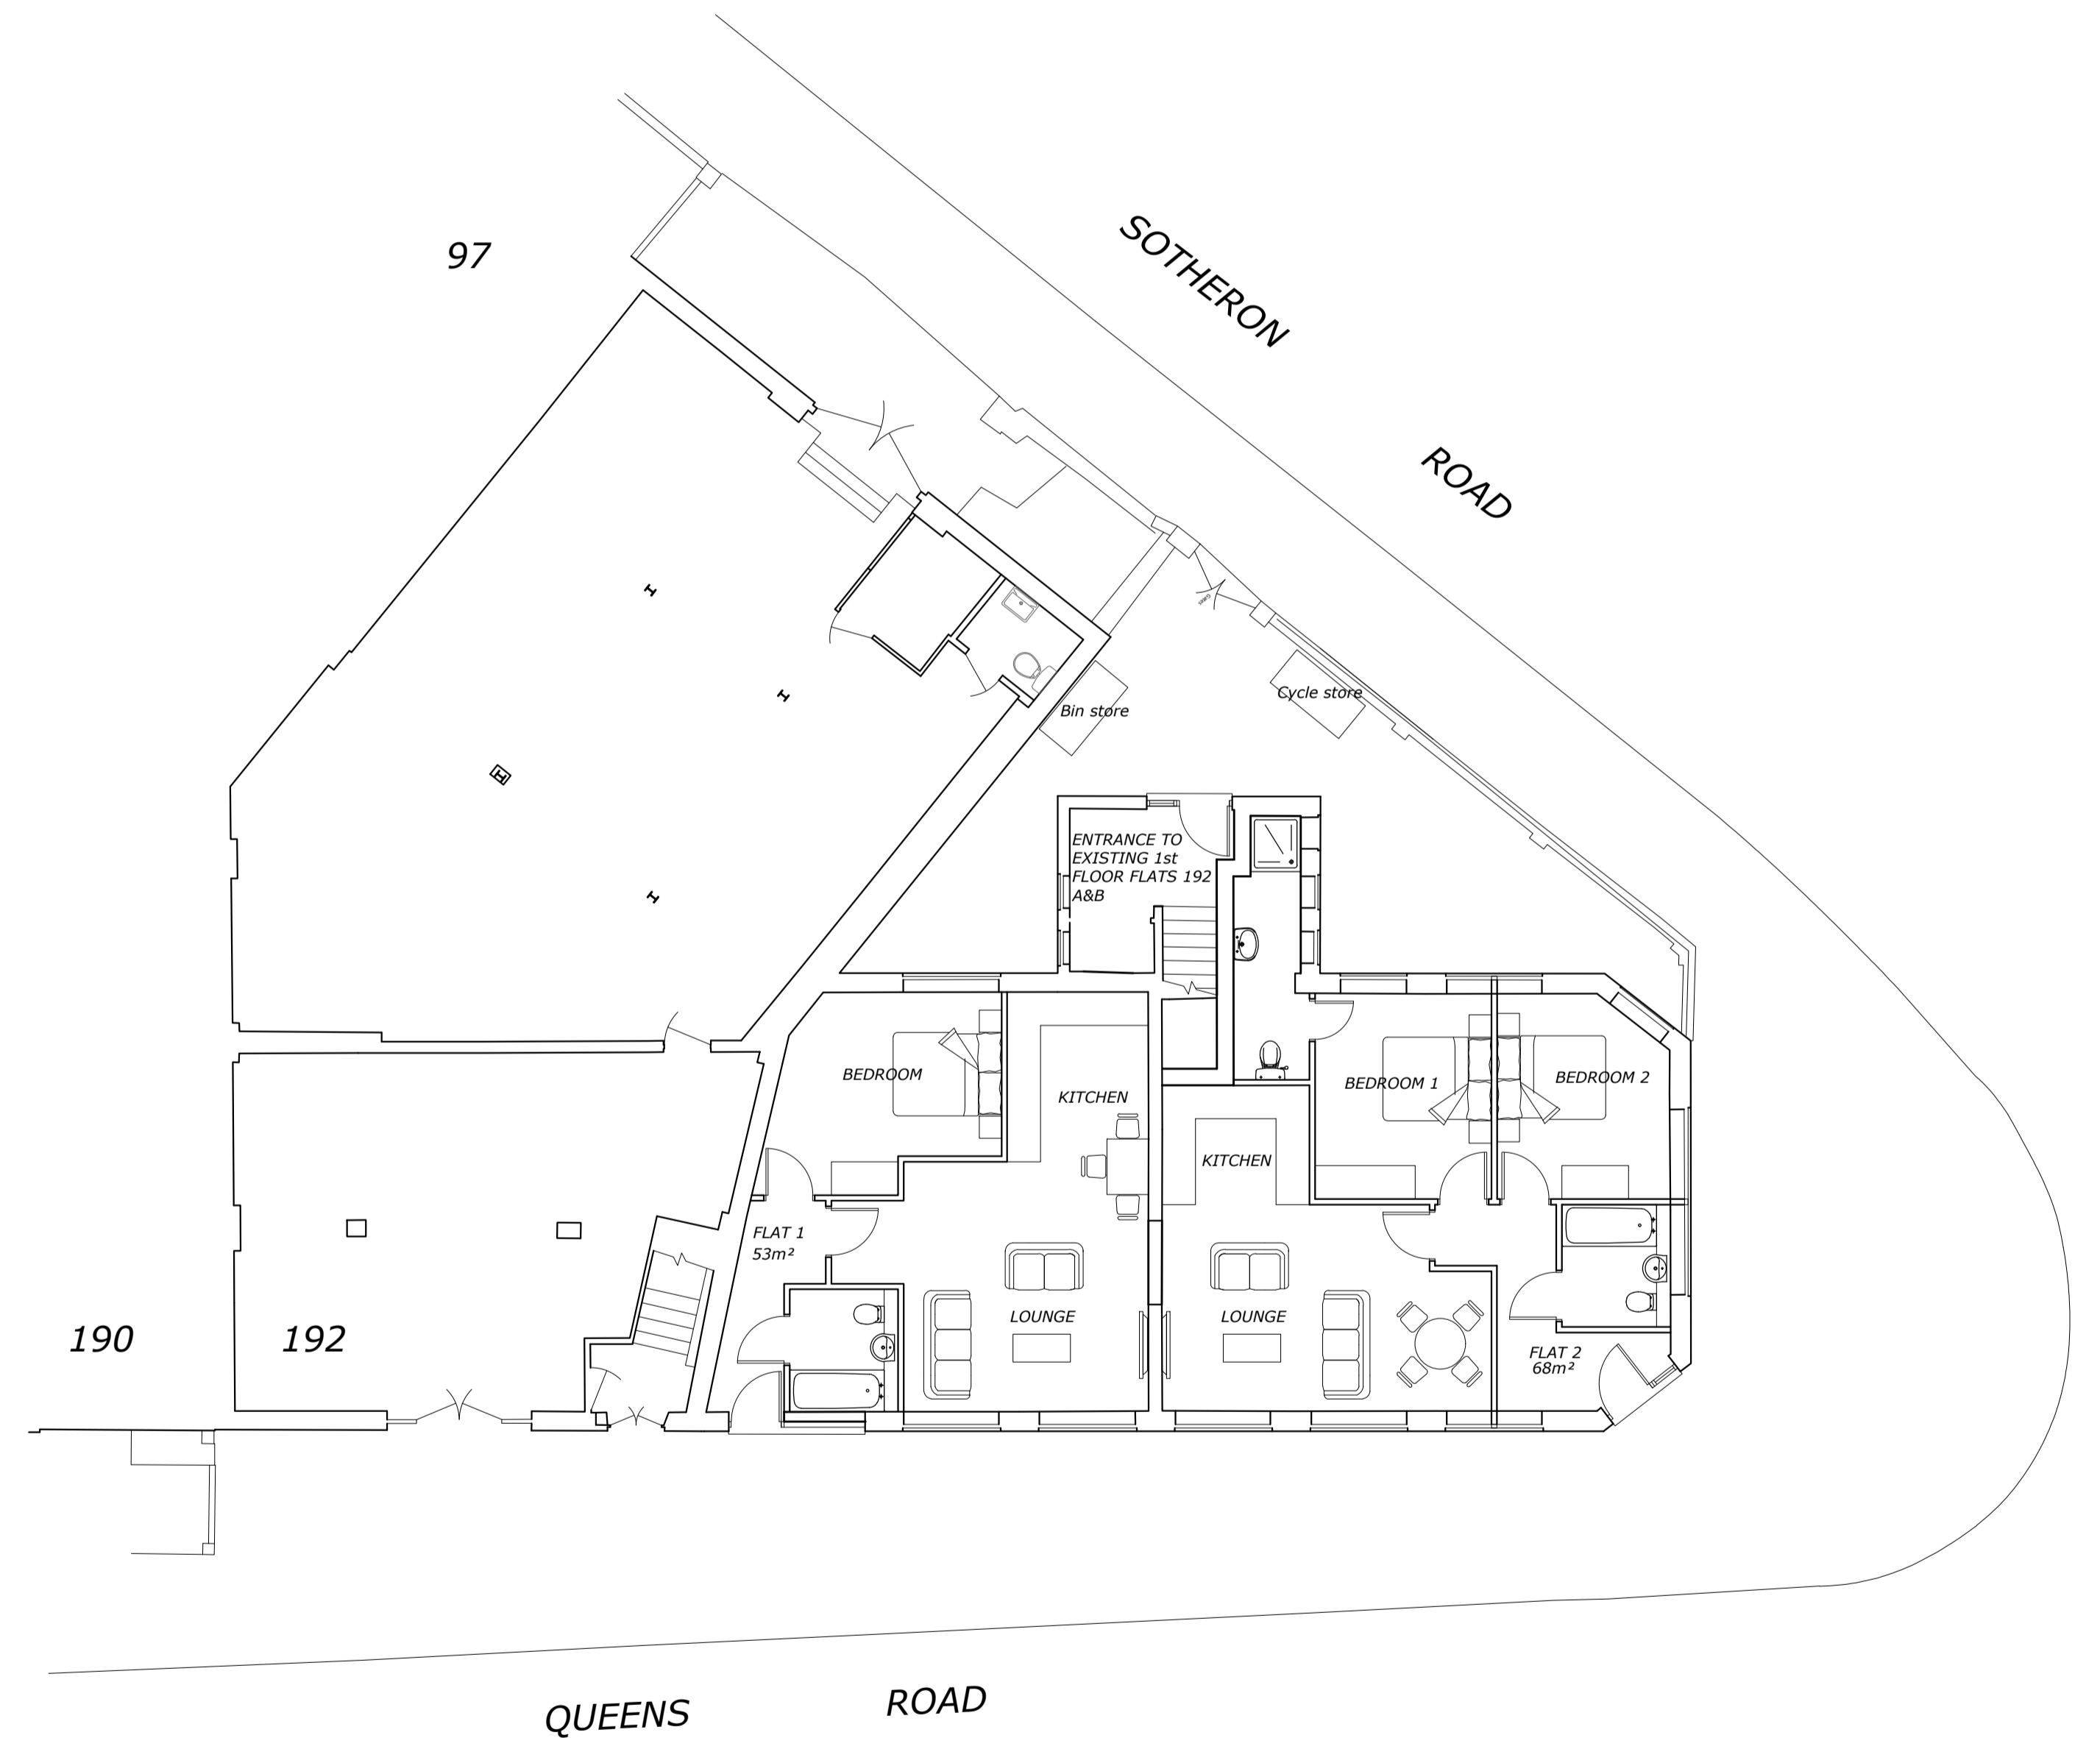 SOTHERON
97
ROAD
Gates
Cycle store
Bin store
ENTRANCE TO
EXISTING 1st
FLOOR FLATS 192
A&B
BEDROOM
BEDROOM 1
BEDROOM 2
KITCHEN
KITCHEN
FLAT 1
53m²
LOUNGE
LOUNGE
190
192
FLAT 2
68m²
QUEENS
ROAD